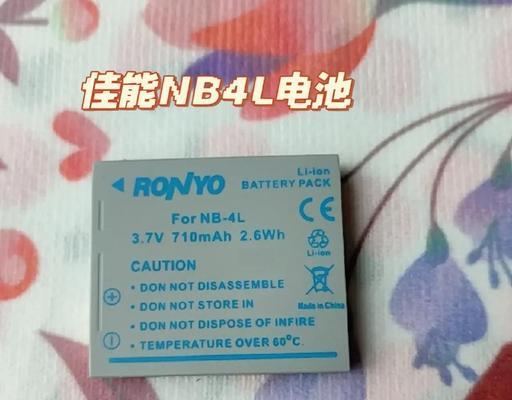 佳能NB4L电池
RONYO
Li-ion
BATTERY PACK
For NB-4L
3.7V 710mAh 2.6Wh
CE
Li-ion
CAUTION
• DON NOT DISASSEMBLE
• DON NOT STORE IN
• DON NOT DISPOSE OF INFIRE
• TEMPERTURE OVER 60°C.
Made In China